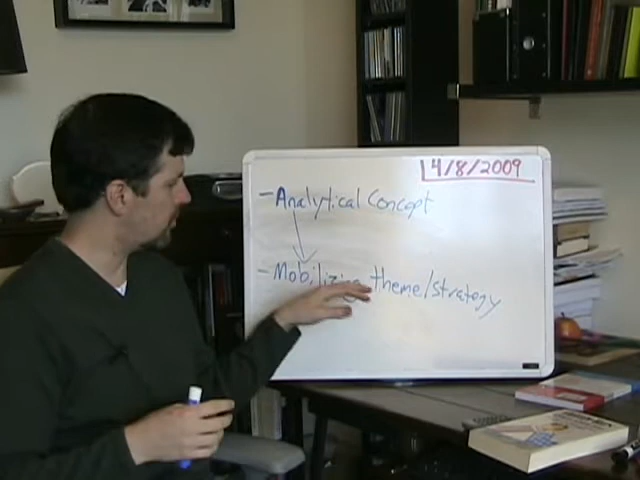 4/8/2009
- Analytical Concept
- Mobilizing theme/strategy